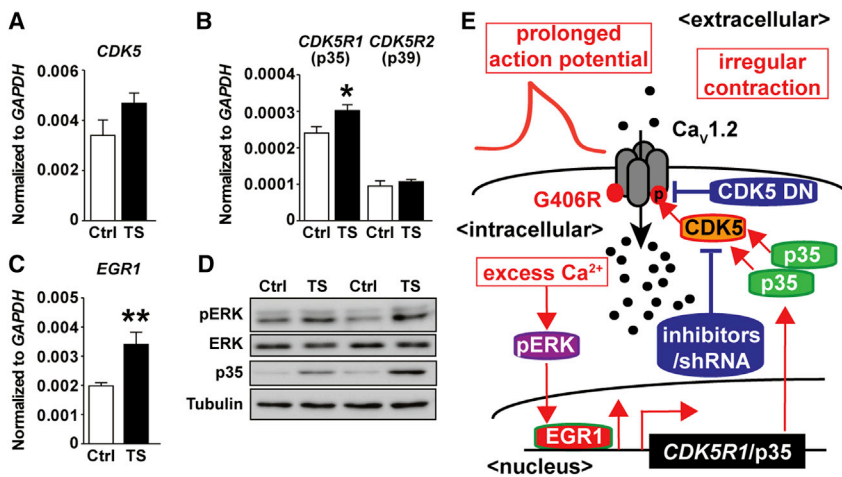 A
CDK5
Normalized to GAPDH
0.006
0.004
0.002
0
Ctrl TS
B
CDK5R1 CDK5R2
(p35) (p39)
Normalized to GAPDH
0.0004
0.0003
0.0002
0.0001
0
*
Ctrl TS Ctrl TS
C
EGR1
Normalized to GAPDH
0.005
0.004
0.003
0.002
0.001
0
**
Ctrl TS
D
Ctrl TS Ctrl TS
pERK
ERK
p35
Tubulin
E
<extracellular>
prolonged
action potential
irregular
contraction
CaV1.2
G406R
p
CDK5 DN
<intracellular>
CDK5
p35
p35
excess Ca2+
pERK
inhibitors
/shRNA
EGR1
CDK5R1/p35
<nucleus>